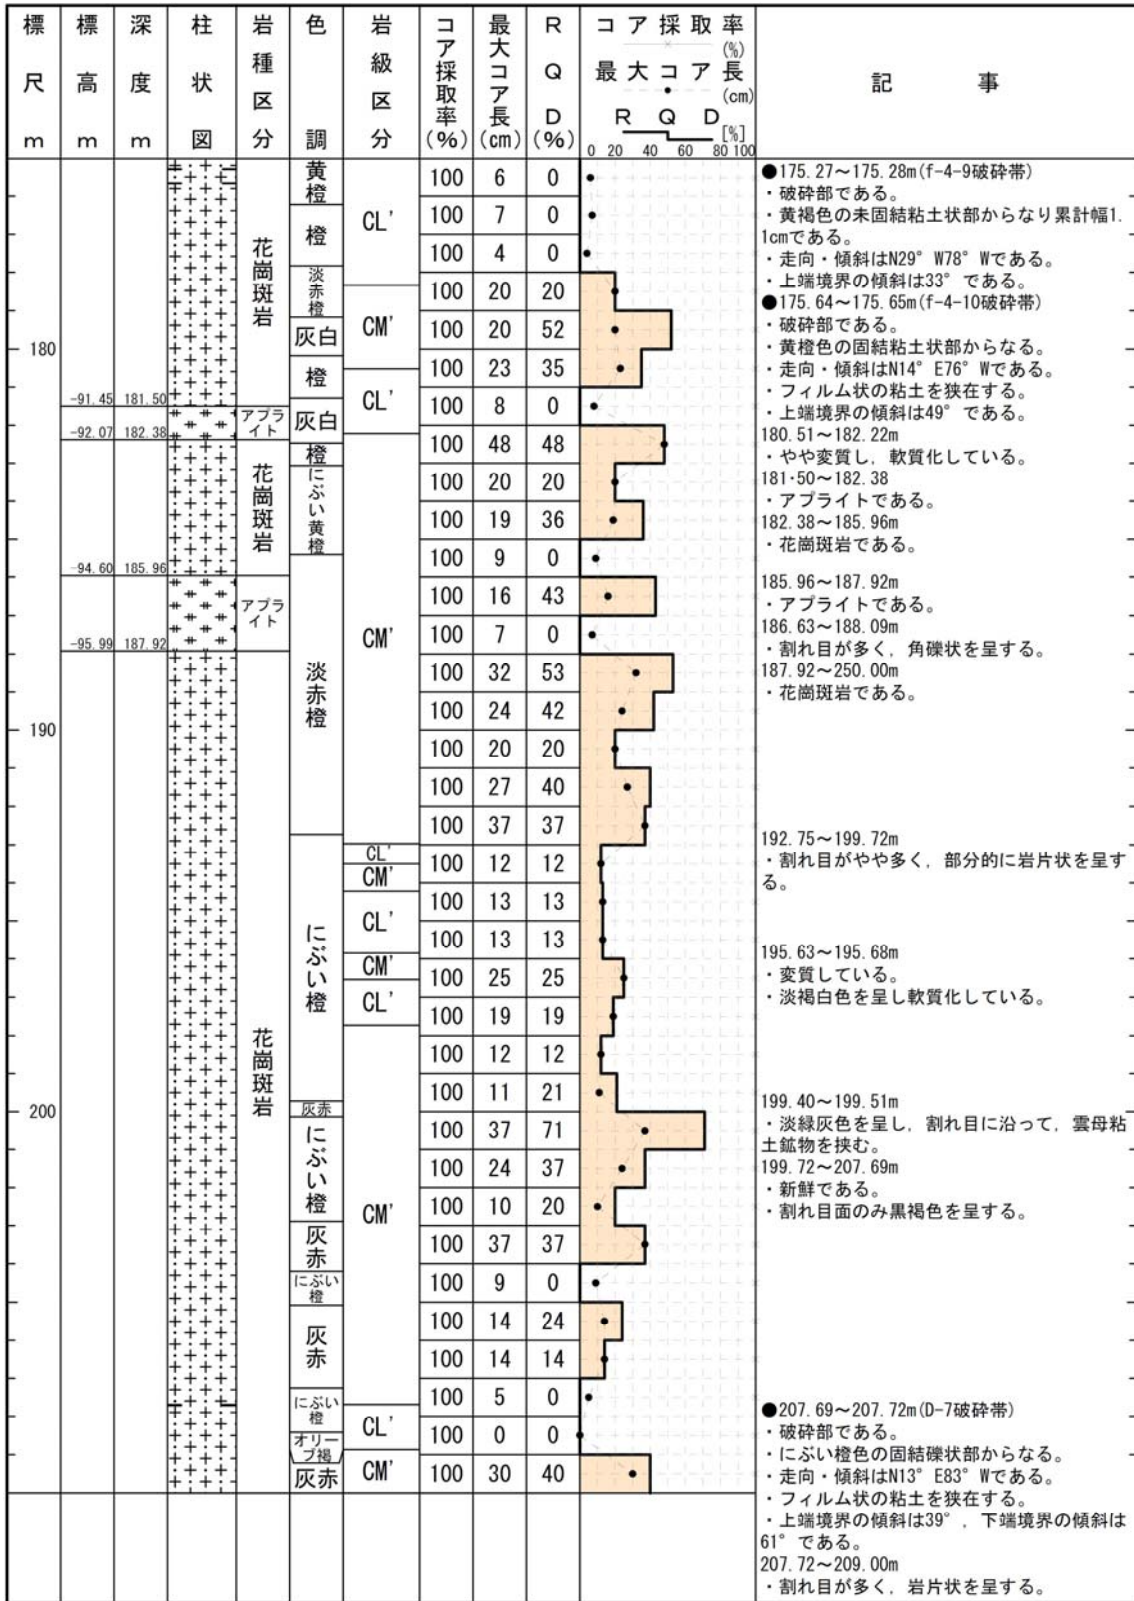 標尺m
標高m
深度m
柱状図
岩種区分
色調
岩級区分
コア採取率(%)
最大コア長(cm)
RQD(%)
コア採取率(%)
最大コア長(cm)
RQD[%]
0 20 40 60 80 100
記事
180
190
200
-91.45 181.50
-92.07 182.38
-94.60 185.96
-95.99 187.92
花崗斑岩
アプライト
花崗斑岩
アプライト
花崗斑岩
黄橙
橙
淡赤橙
灰白
橙
灰白
橙
にぶい黄橙
淡赤橙
にぶい橙
灰赤
にぶい橙
灰赤
にぶい橙
灰赤
にぶい橙
オリーブ褐
灰赤
CL'
CM'
CL'
CM'
CL'
CM'
CL'
CM'
CL'
CM'
CL'
CM'
100 6 0
100 7 0
100 4 0
100 20 20
100 20 52
100 23 35
100 8 0
100 48 48
100 20 20
100 19 36
100 9 0
100 16 43
100 7 0
100 32 53
100 24 42
100 20 20
100 27 40
100 37 37
100 12 12
100 13 13
100 13 13
100 25 25
100 19 19
100 12 12
100 11 21
100 37 71
100 24 37
100 10 20
100 37 37
100 9 0
100 14 24
100 14 14
100 5 0
100 0 0
100 30 40
●175.27～175.28m(f-4-9破砕帯)
・破砕部である。
・黄褐色の未固結粘土状部からなり累計幅1.
1cmである。
・走向・傾斜はN29°W78°Wである。
・上端境界の傾斜は33°である。
●175.64～175.65m(f-4-10破砕帯)
・破砕部である。
・黄橙色の固結粘土状部からなる。
・走向・傾斜はN14°E76°Wである。
・フィルム状の粘土を狭在する。
・上端境界の傾斜は49°である。
180.51～182.22m
・やや変質し，軟質化している。
181・50～182.38
・アプライトである。
182.38～185.96m
・花崗斑岩である。
185.96～187.92m
・アプライトである。
186.63～188.09m
・割れ目が多く，角礫状を呈する。
187.92～250.00m
・花崗斑岩である。
192.75～199.72m
・割れ目がやや多く，部分的に岩片状を呈す
る。
195.63～195.68m
・変質している。
・淡褐白色を呈し軟質化している。
199.40～199.51m
・淡緑灰色を呈し，割れ目に沿って，雲母粘
土鉱物を挟む。
199.72～207.69m
・新鮮である。
・割れ目面のみ黒褐色を呈する。
●207.69～207.72m(D-7破砕帯)
・破砕部である。
・にぶい橙色の固結礫状部からなる。
・走向・傾斜はN13°E83°Wである。
・フィルム状の粘土を狭在する。
・上端境界の傾斜は39°，下端境界の傾斜は
61°である。
207.72～209.00m
・割れ目が多く，岩片状を呈する。